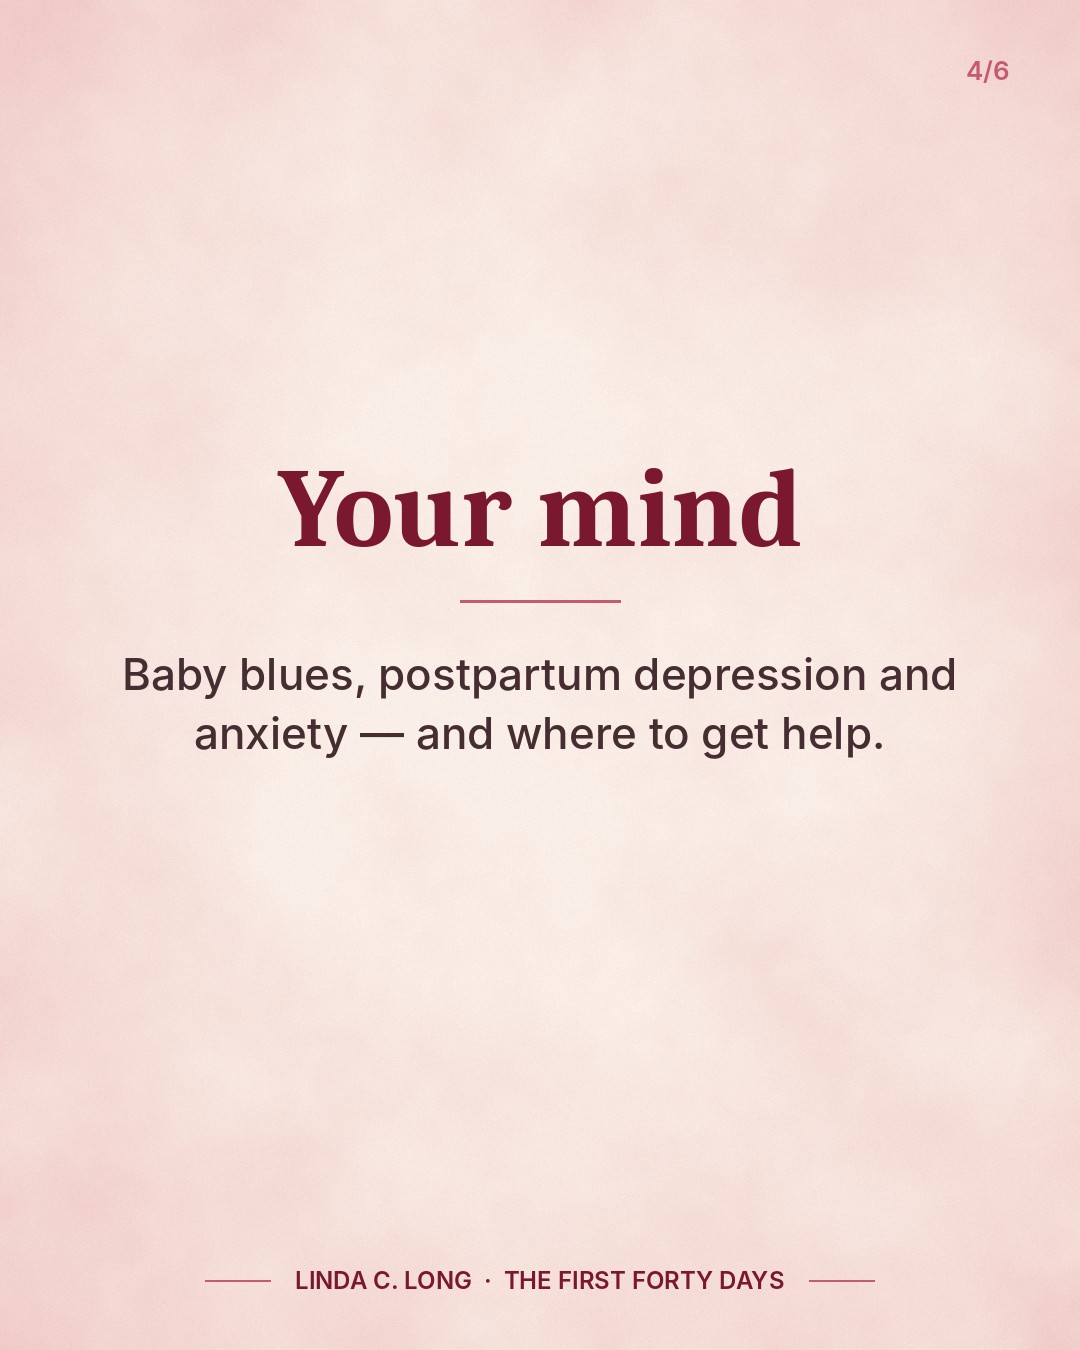 4/6
Your mind
Baby blues, postpartum depression and
anxiety — and where to get help.
LINDA C. LONG · THE FIRST FORTY DAYS